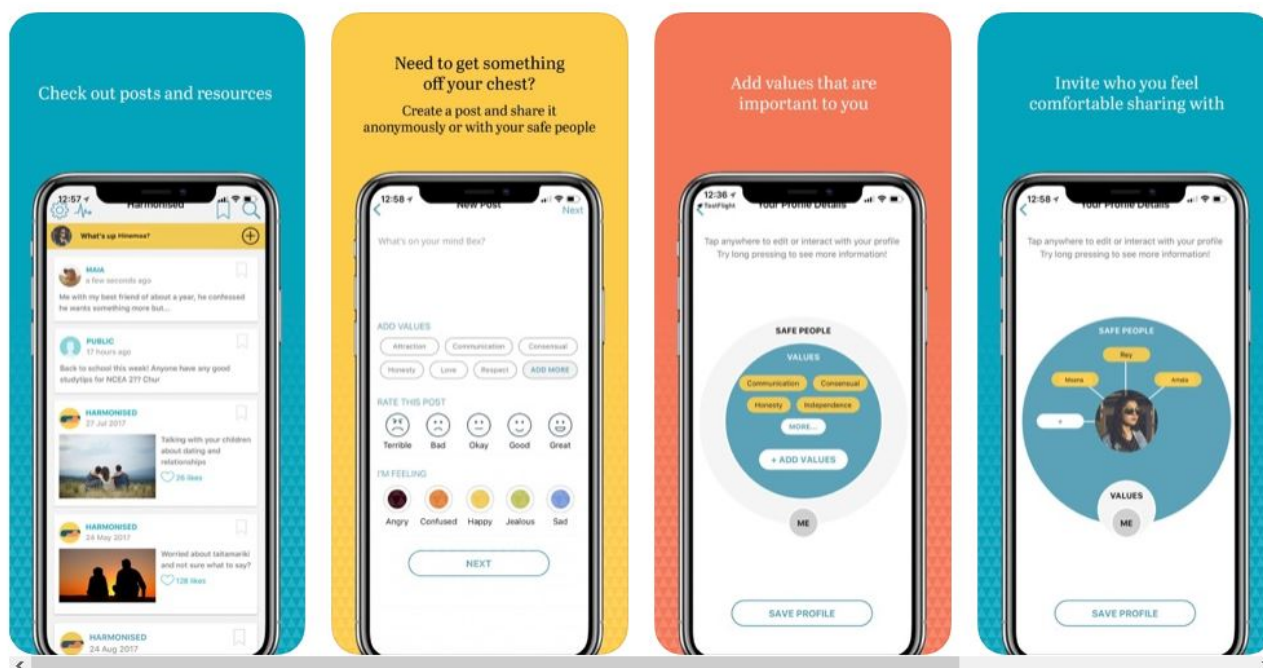 Check out posts and resources
12:57
Harmonised
What's up Hinemax?
MAIA
a few seconds ago
Me with my best friend of about a year, he confessed
he wants something more but...
PUBLIC
17 hours ago
Back to school this week! Anyone have any good
studytips for NCEA 2?? Chur
HARMONISED
27 Jul 2017
Talking with your children
about dating and
relationships
26 likes
HARMONISED
24 May 2017
Worried about taitamariki
and not sure what to say?
128 likes
HARMONISED
24 Aug 2017
Need to get something
off your chest?
Create a post and share it
anonymously or with your safe people
12:58
New Post
Next
What's on your mind Bex?
ADD VALUES
Attraction Communication Consensual
Honesty Love Respect ADD MORE
RATE THIS POST
Terrible Bad Okay Good Great
I'M FEELING
Angry Confused Happy Jealous Sad
NEXT
Add values that are
important to you
12:36
TestFlight
Your Profile Details
Tap anywhere to edit or interact with your profile
Try long pressing to see more information!
SAFE PEOPLE
VALUES
Communication Consensual
Honesty Independence
MORE...
+ ADD VALUES
ME
SAVE PROFILE
Invite who you feel
comfortable sharing with
12:58
Your Profile Details
Tap anywhere to edit or interact with your profile
Try long pressing to see more information!
SAFE PEOPLE
Rey
Meena Amala
+
VALUES
ME
SAVE PROFILE